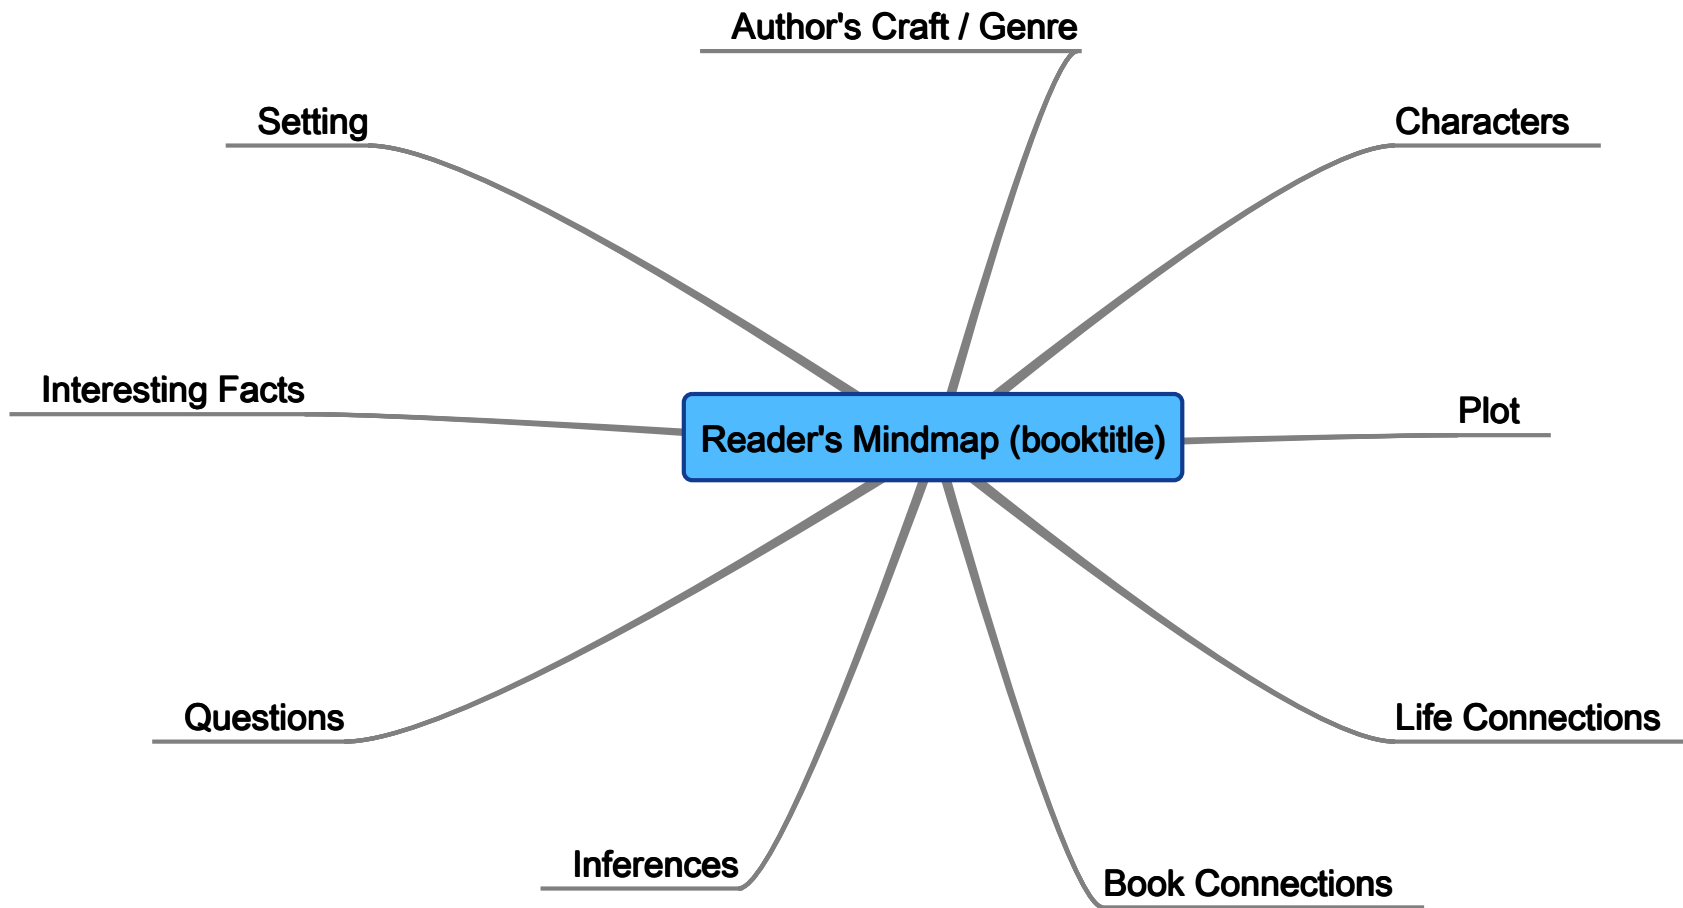 Author's Craft / Genre
Setting
Characters
Interesting Facts
Plot
Reader's Mindmap (booktitle)
Questions
Life Connections
Inferences
Book Connections